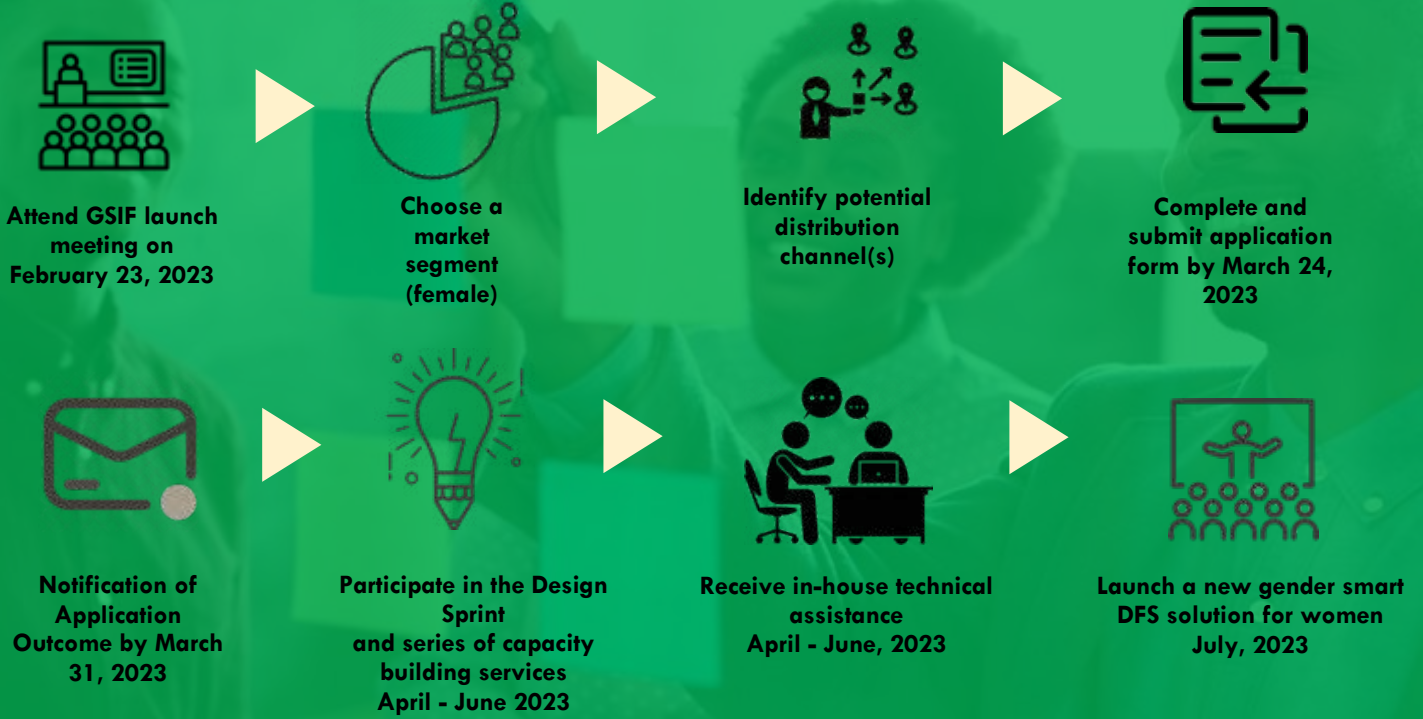 Attend GSIF launch
meeting on
February 23, 2023
Choose a
market
segment
(female)
Identify potential
distribution
channel(s)
Complete and
submit application
form by March 24,
2023
Notification of
Application
Outcome by March
31, 2023
Participate in the Design
Sprint
and series of capacity
building services
April - June 2023
Receive in-house technical
assistance
April - June, 2023
Launch a new gender smart
DFS solution for women
July, 2023